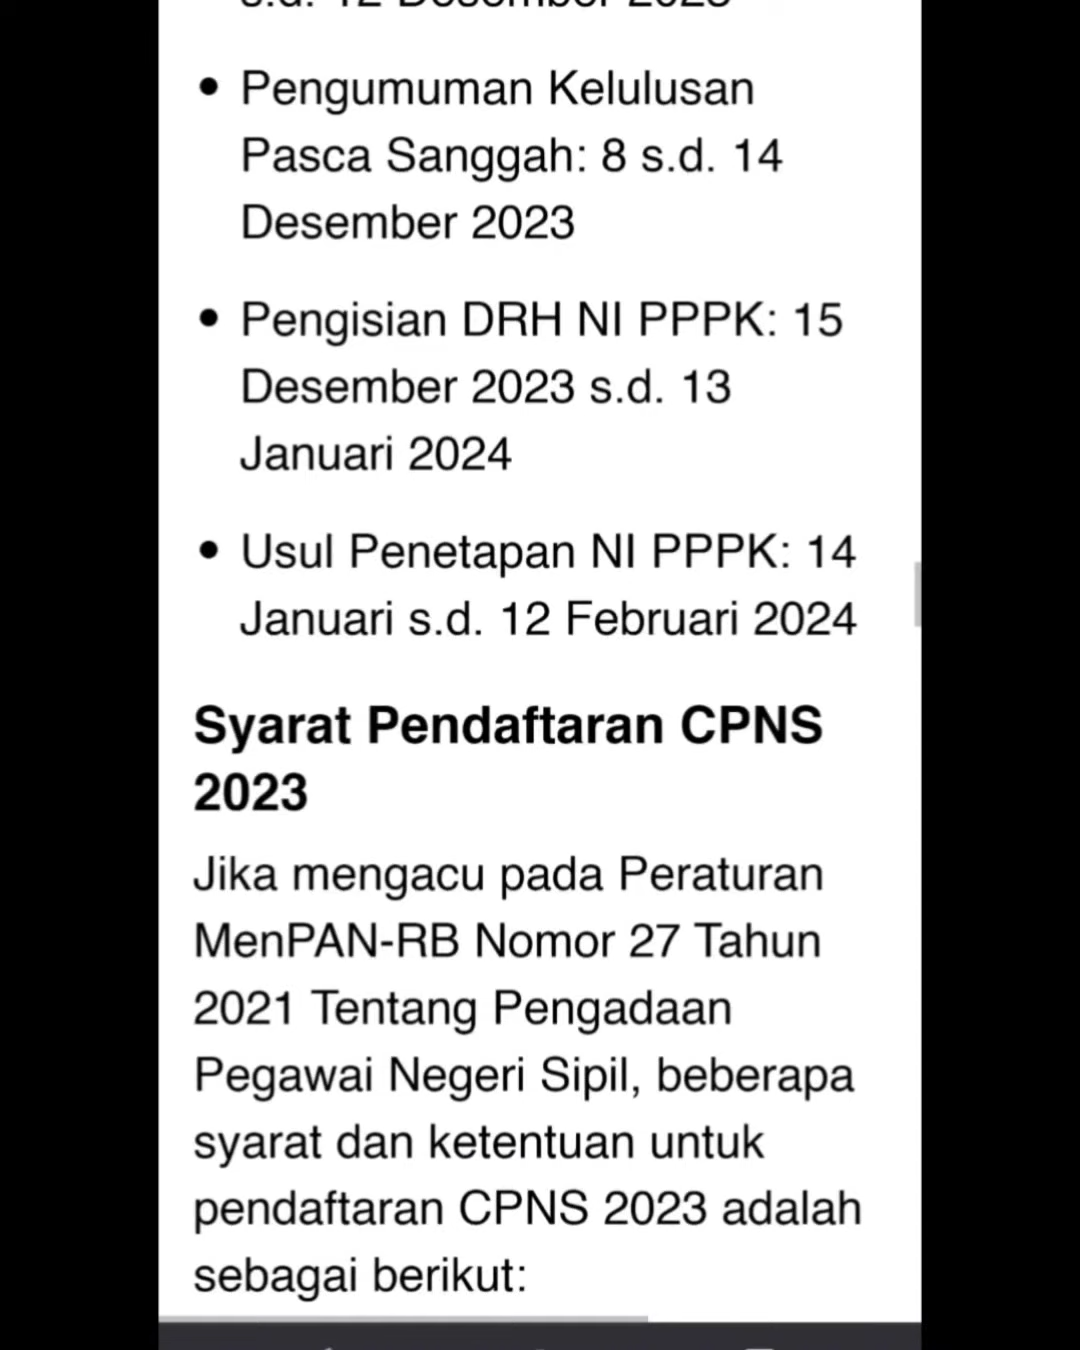 s.d. 12 Desember 2023
• Pengumuman Kelulusan
Pasca Sanggah: 8 s.d. 14
Desember 2023
• Pengisian DRH NI PPPK: 15
Desember 2023 s.d. 13
Januari 2024
• Usul Penetapan NI PPPK: 14
Januari s.d. 12 Februari 2024
Syarat Pendaftaran CPNS
2023
Jika mengacu pada Peraturan
MenPAN-RB Nomor 27 Tahun
2021 Tentang Pengadaan
Pegawai Negeri Sipil, beberapa
syarat dan ketentuan untuk
pendaftaran CPNS 2023 adalah
sebagai berikut: